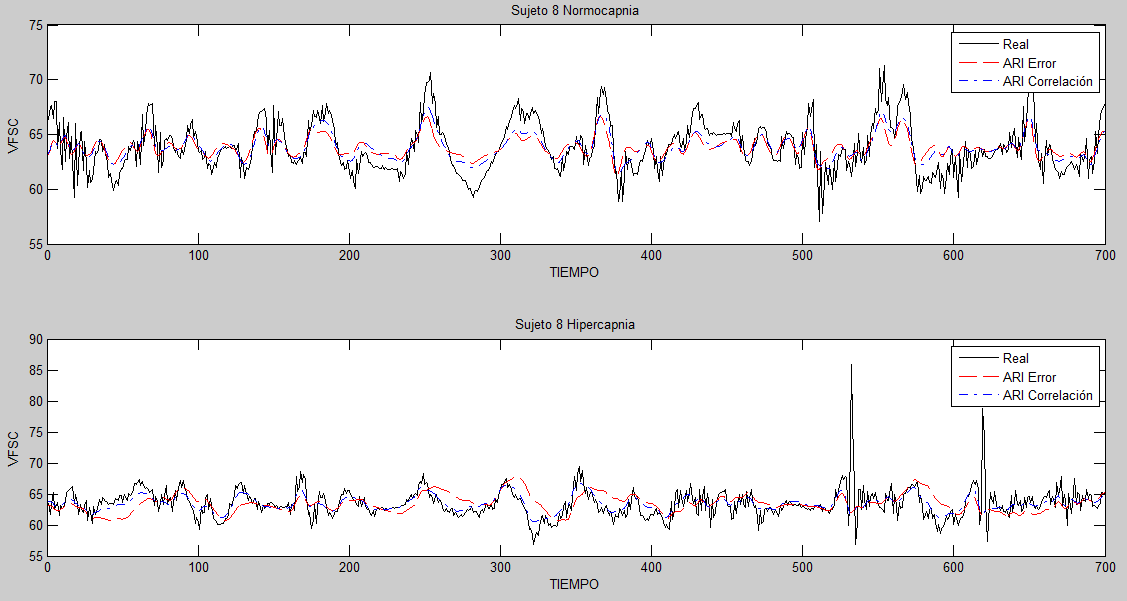 Sujeto 8 Normocapnia
75
70
65
60
55
VFSC
0 100 200 300 400 500 600 700
TIEMPO
Real
ARI Error
ARI Correlación
Sujeto 8 Hipercapnia
90
85
80
75
70
65
60
55
VFSC
0 100 200 300 400 500 600 700
TIEMPO
Real
ARI Error
ARI Correlación